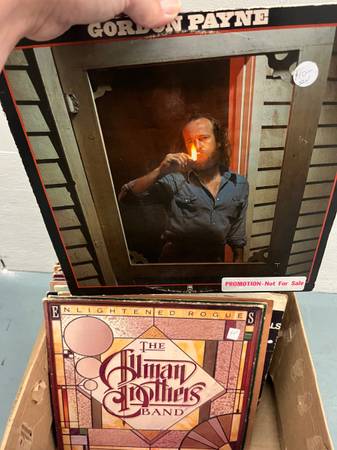 GORDON PAYNE
PROMOTION-Not For Sale
ENLIGHTENED ROGUES
THE
Allman
Brothers
BAND